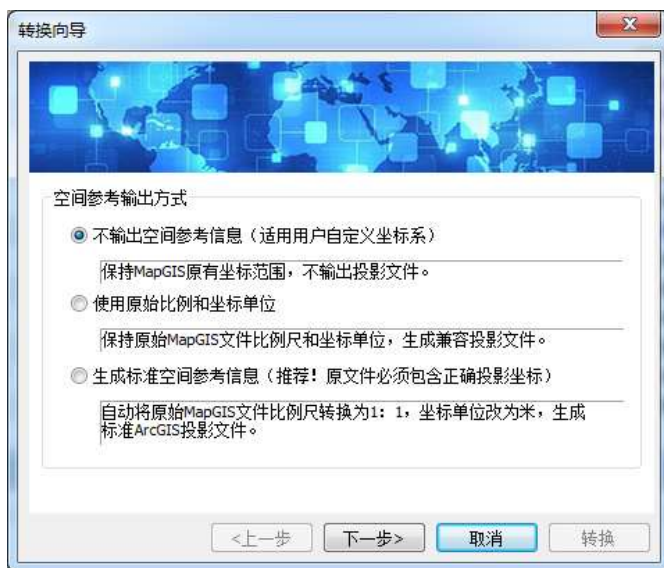 转换向导
空间参考输出方式
不输出空间参考信息（适用用户自定义坐标系）
保持MapGIS原有坐标范围，不输出投影文件。
使用原始比例和坐标单位
保持原始MapGIS文件比例尺和坐标单位，生成兼容投影文件。
生成标准空间参考信息（推荐！原文件必须包含正确投影坐标）
自动将原始MapGIS文件比例尺转换为1：1，坐标单位改为米，生成
标准ArcGIS投影文件。
<上一步 下一步> 取消 转换